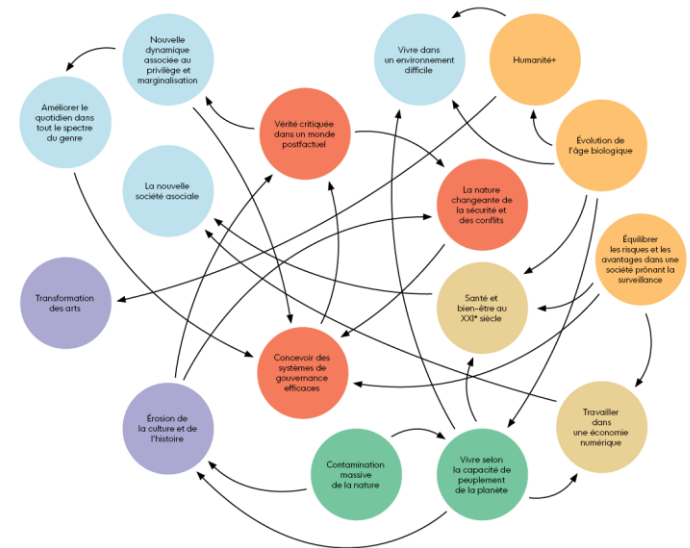 Nouvelle
dynamique
associée au
privilège et
marginalisation
Vivre dans
un environnement
difficile
Humanité+
Améliorer le
quotidien dans
tout le spectre
du genre
Vérité critiquée
dans un monde
postfactuel
Évolution de
l'âge biologique
La nouvelle
société asociale
La nature
changeante de
la sécurité et
des conflits
Équilibrer
les risques et les
avantages dans une
société prônant la
surveillance
Transformation
des arts
Santé et
bien-être au
XXIᵉ siècle
Concevoir des
systèmes de
gouvernance
efficaces
Érosion de
la culture et de
l'histoire
Travailler
dans
une économie
numérique
Contamination
massive
de la nature
Vivre selon
la capacité de
peuplement
de la planète